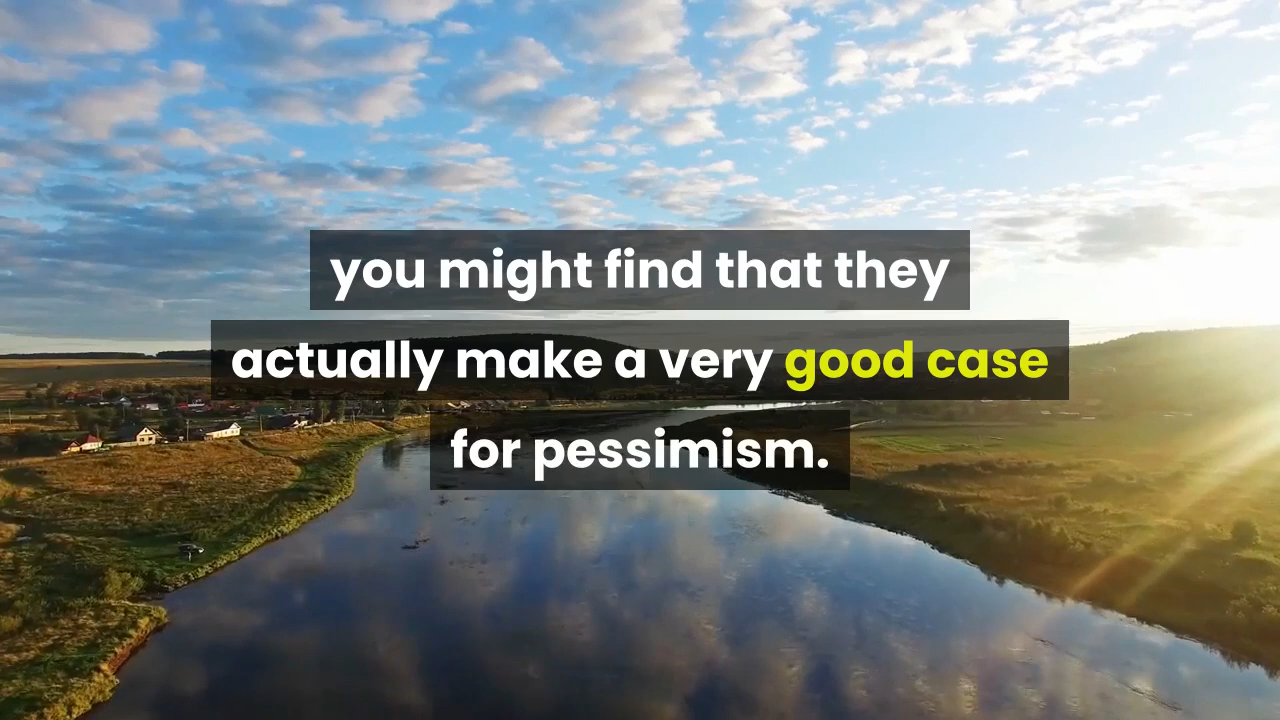 you might find that they
actually make a very good case
for pessimism.